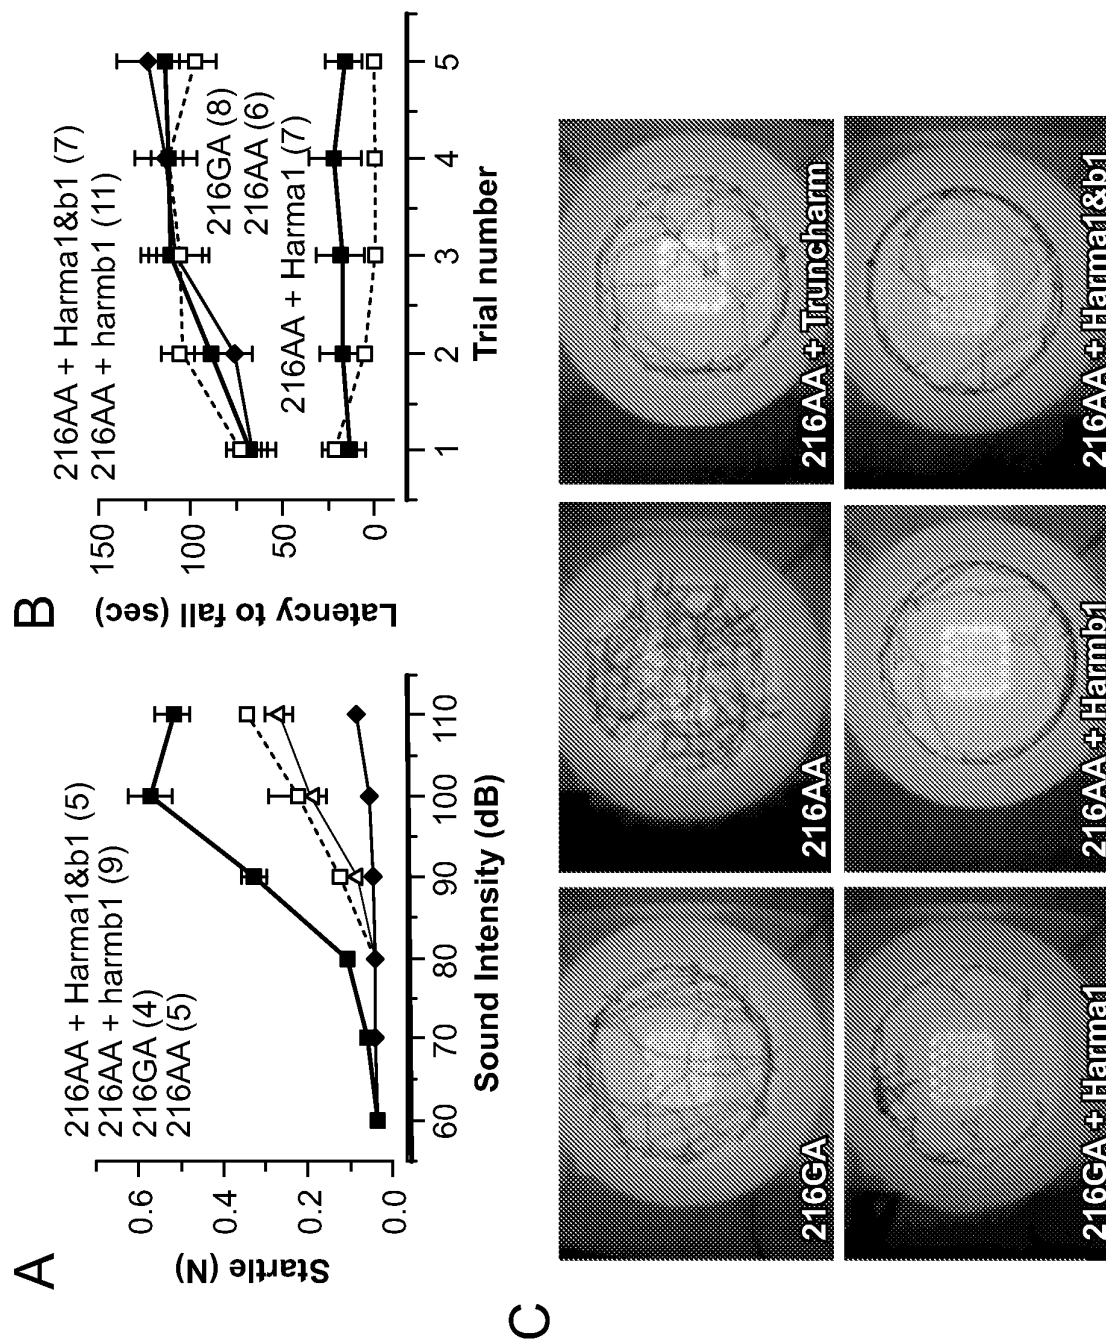 A
216AA + Harma1&b1 (5)
216AA + harmb1 (9)
216GA (4)
216AA (5)
Startle (N)
0.6
0.4
0.2
0.0
60 70 80 90 100 110
Sound Intensity (dB)
B
216AA + Harma1&b1 (7)
216AA + harmb1 (11)
216GA (8)
216AA (6)
216AA + Harma1 (7)
Latency to fall (sec)
150
100
50
0
1 2 3 4 5
Trial number
C
216GA
216AA
216AA + Truncharm
216GA + Harma1
216AA + Harmb1
216AA + Harma1&b1